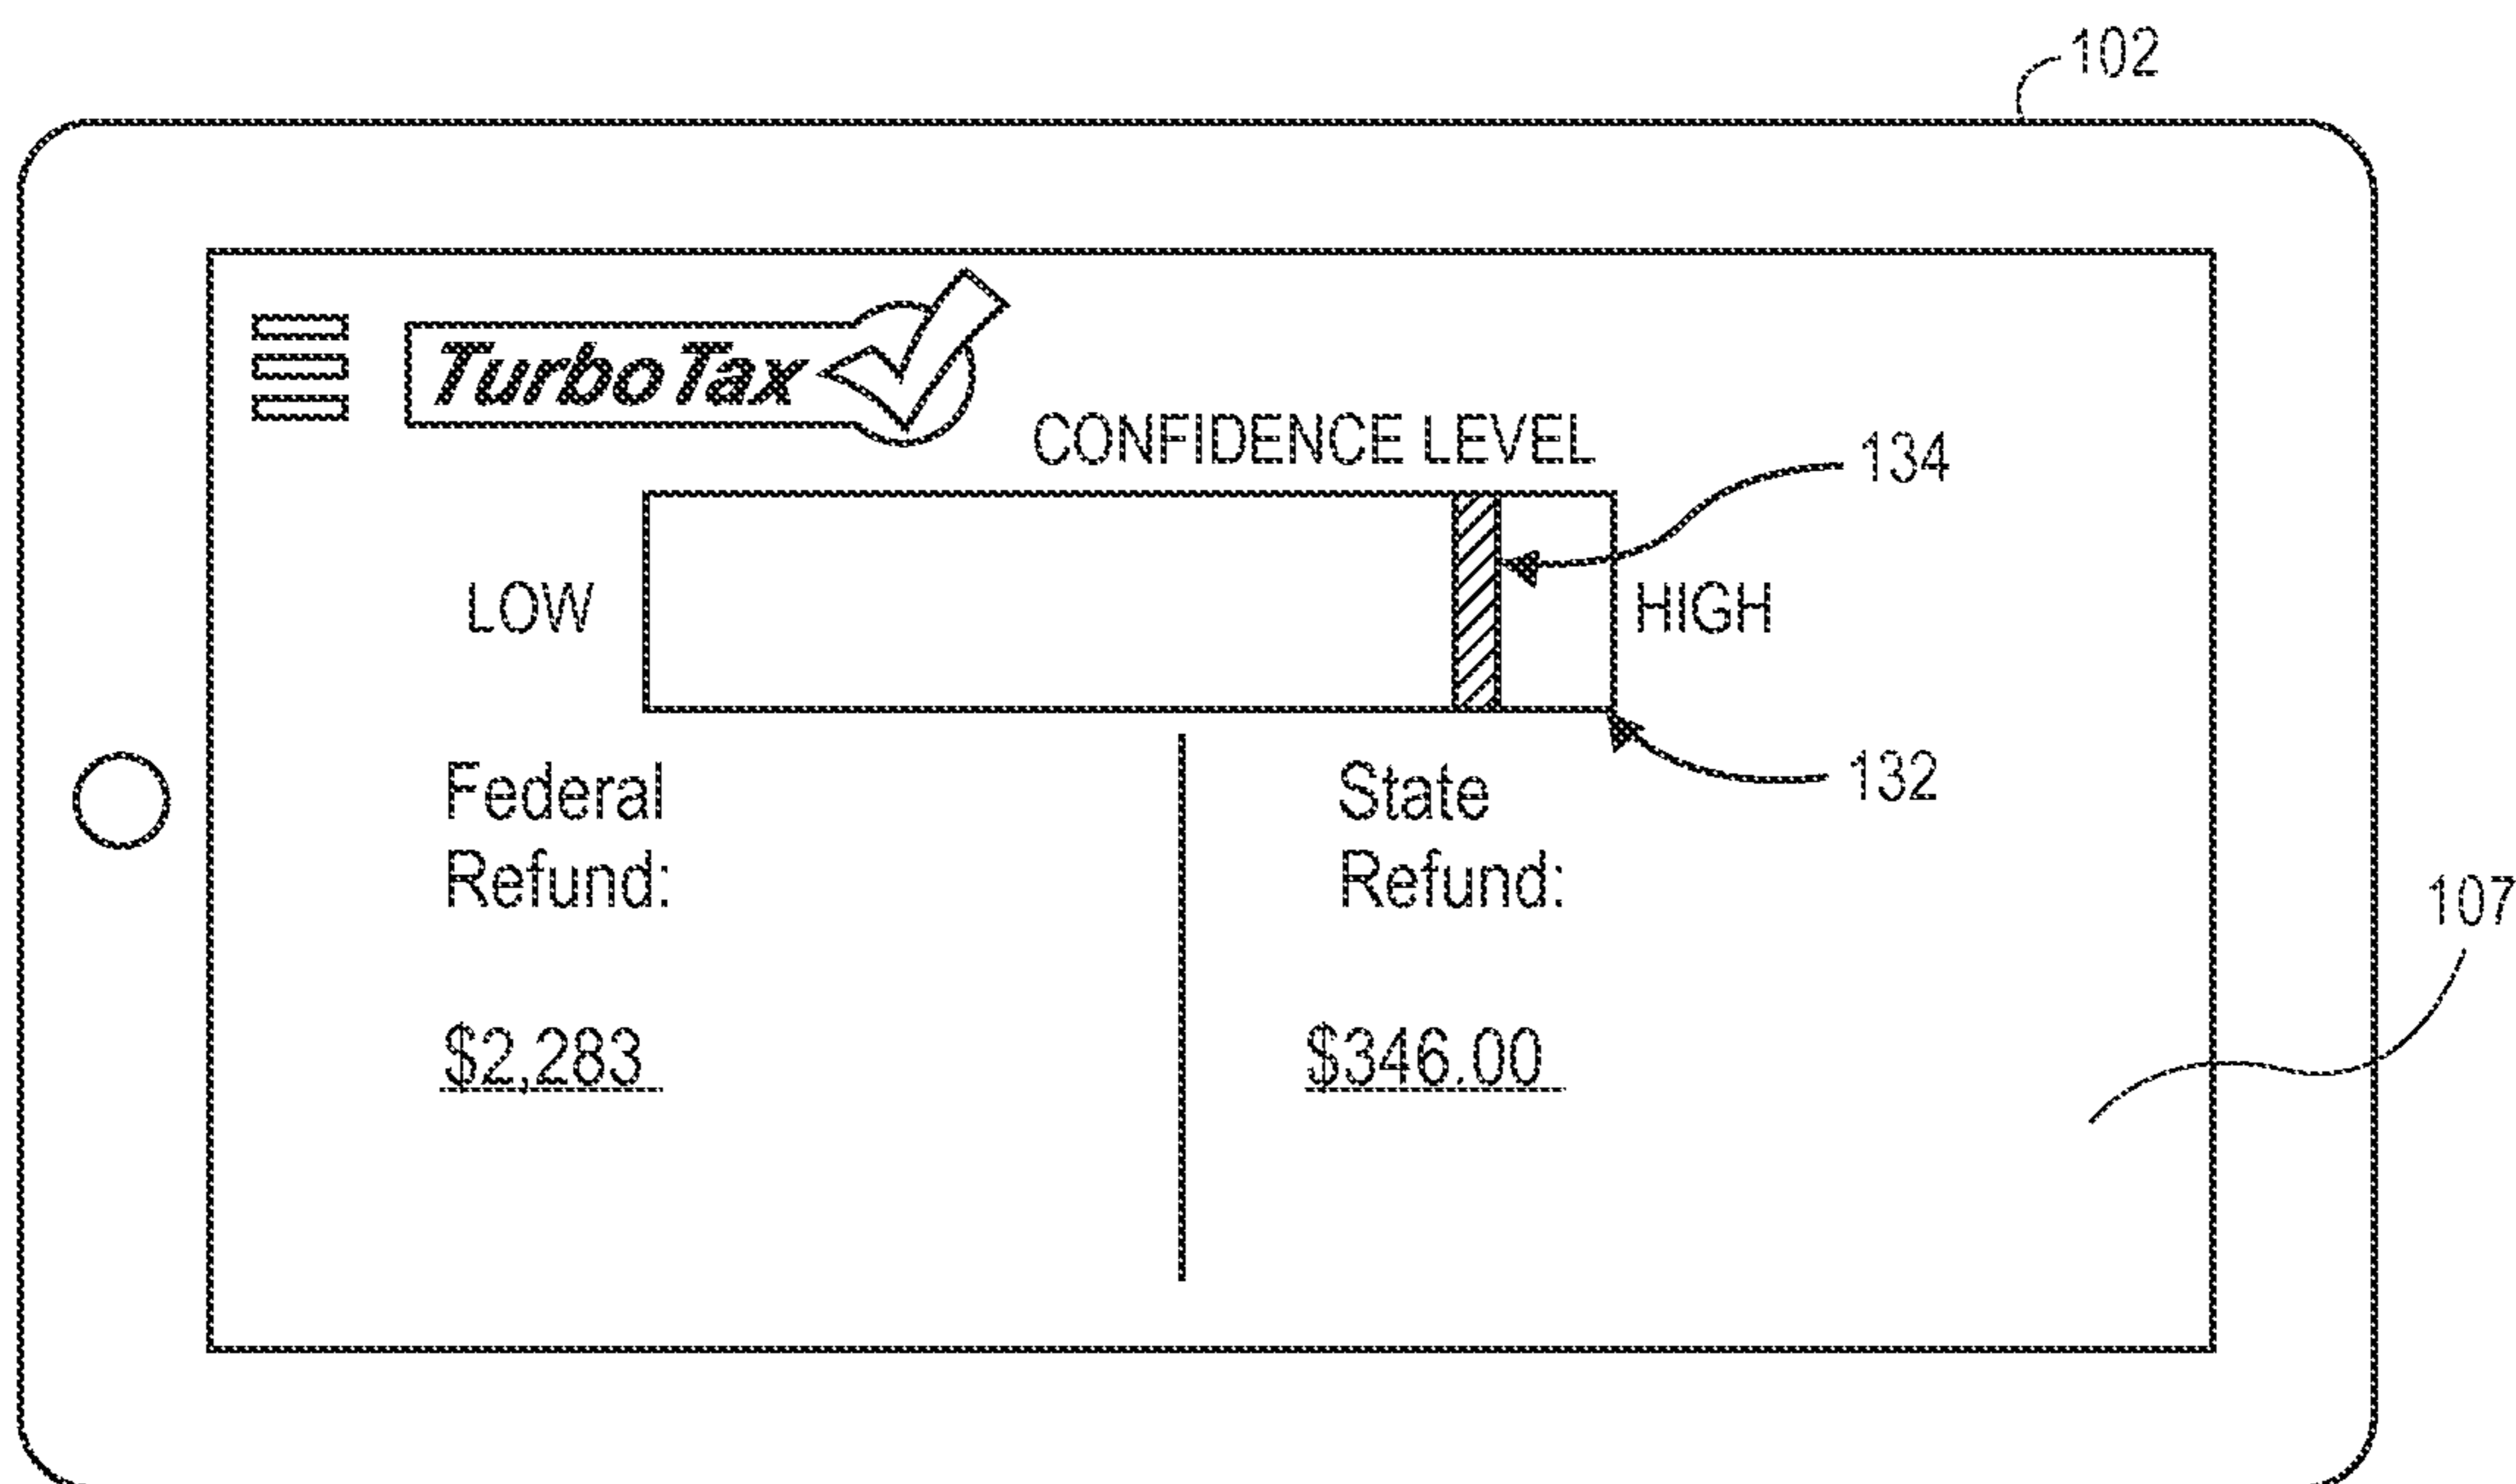 102
TurboTax
CONFIDENCE LEVEL
134
LOW
HIGH
132
Federal
Refund:
State
Refund:
107
$2,283
$346.00